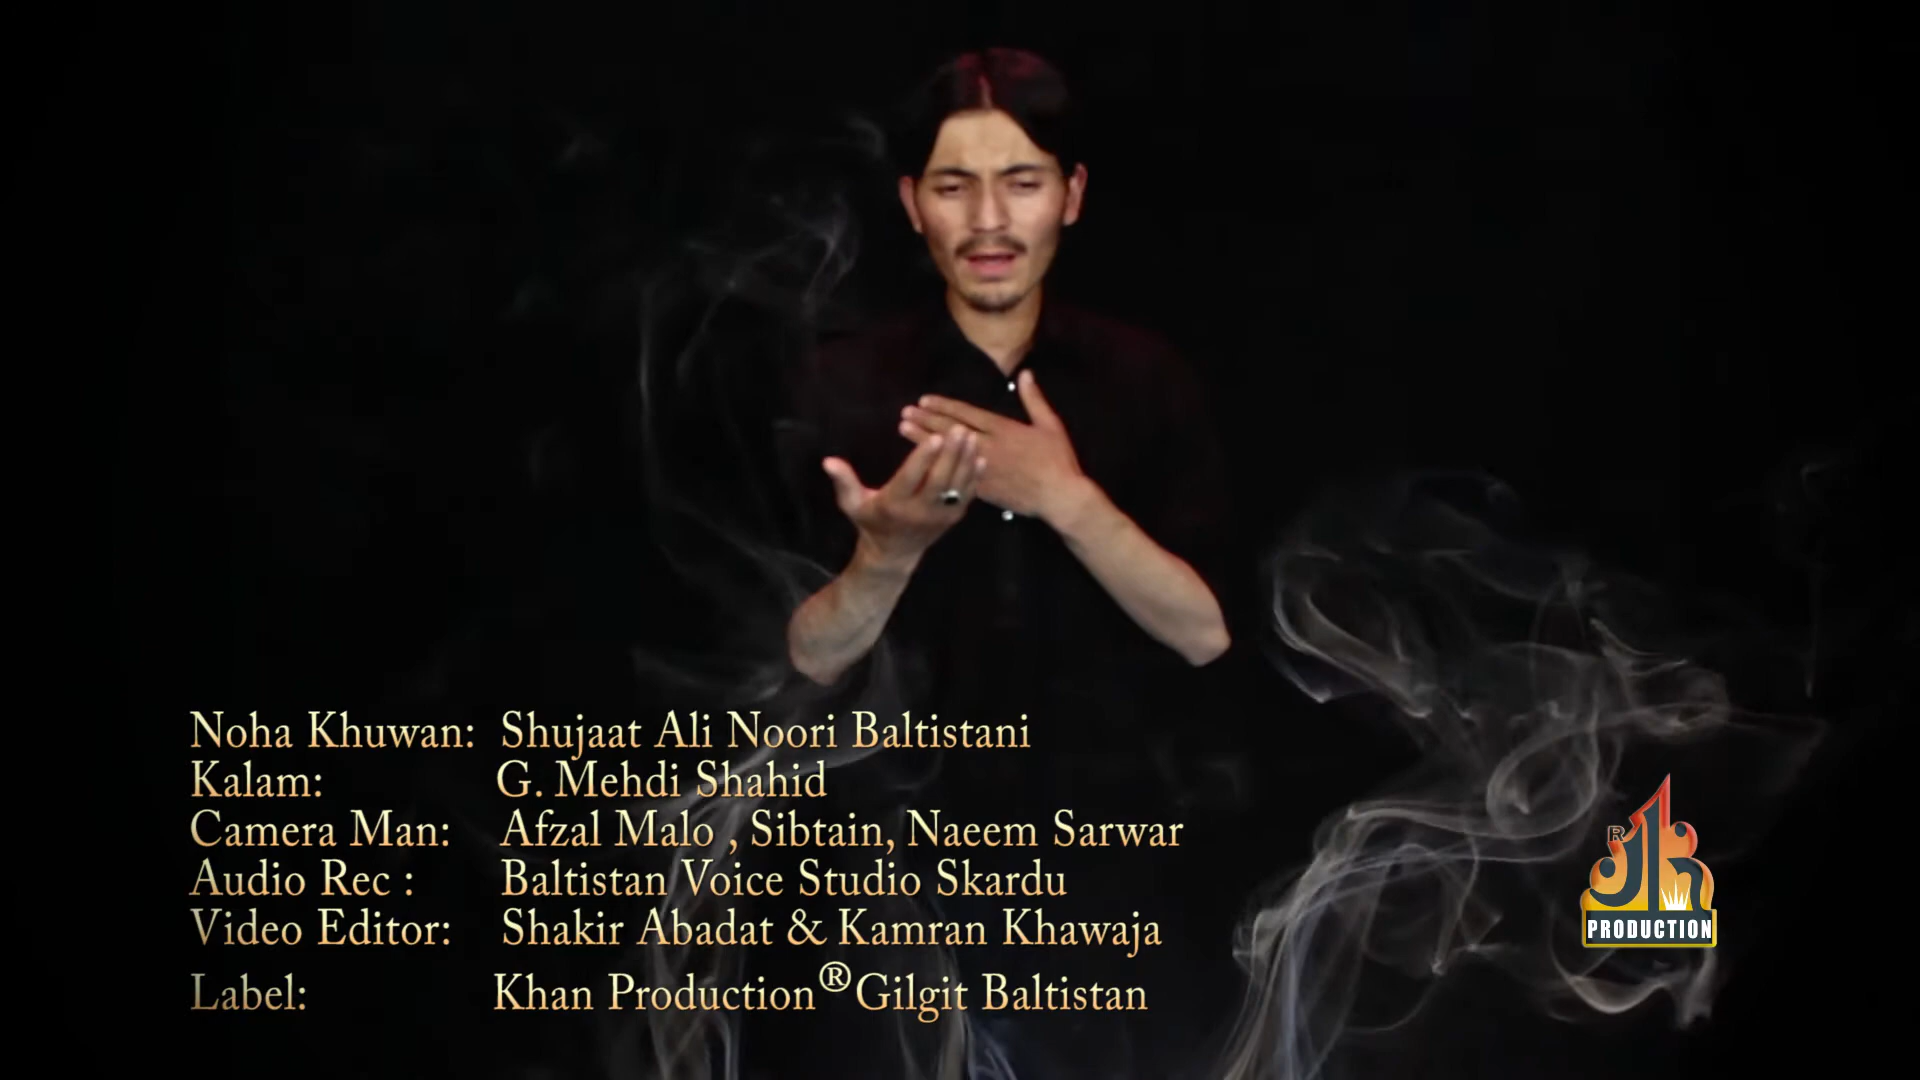 Noha Khuwan: Shujaat Ali Noori Baltistani
Kalam: G. Mehdi Shahid
Camera Man: Afzal Malo , Sibtain, Naeem Sarwar
Audio Rec : Baltistan Voice Studio Skardu
Video Editor: Shakir Abadat & Kamran Khawaja
Label: Khan Production® Gilgit Baltistan
R
PRODUCTION